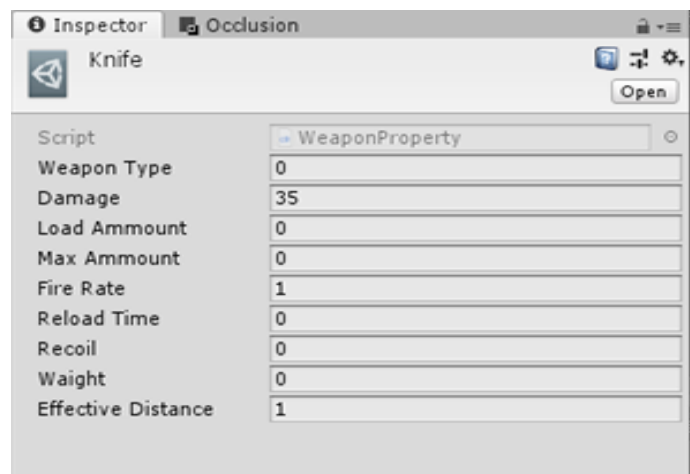 Inspector Occlusion
Knife
Open
Script WeaponProperty
Weapon Type 0
Damage 35
Load Ammount 0
Max Ammount 0
Fire Rate 1
Reload Time 0
Recoil 0
Waight 0
Effective Distance 1